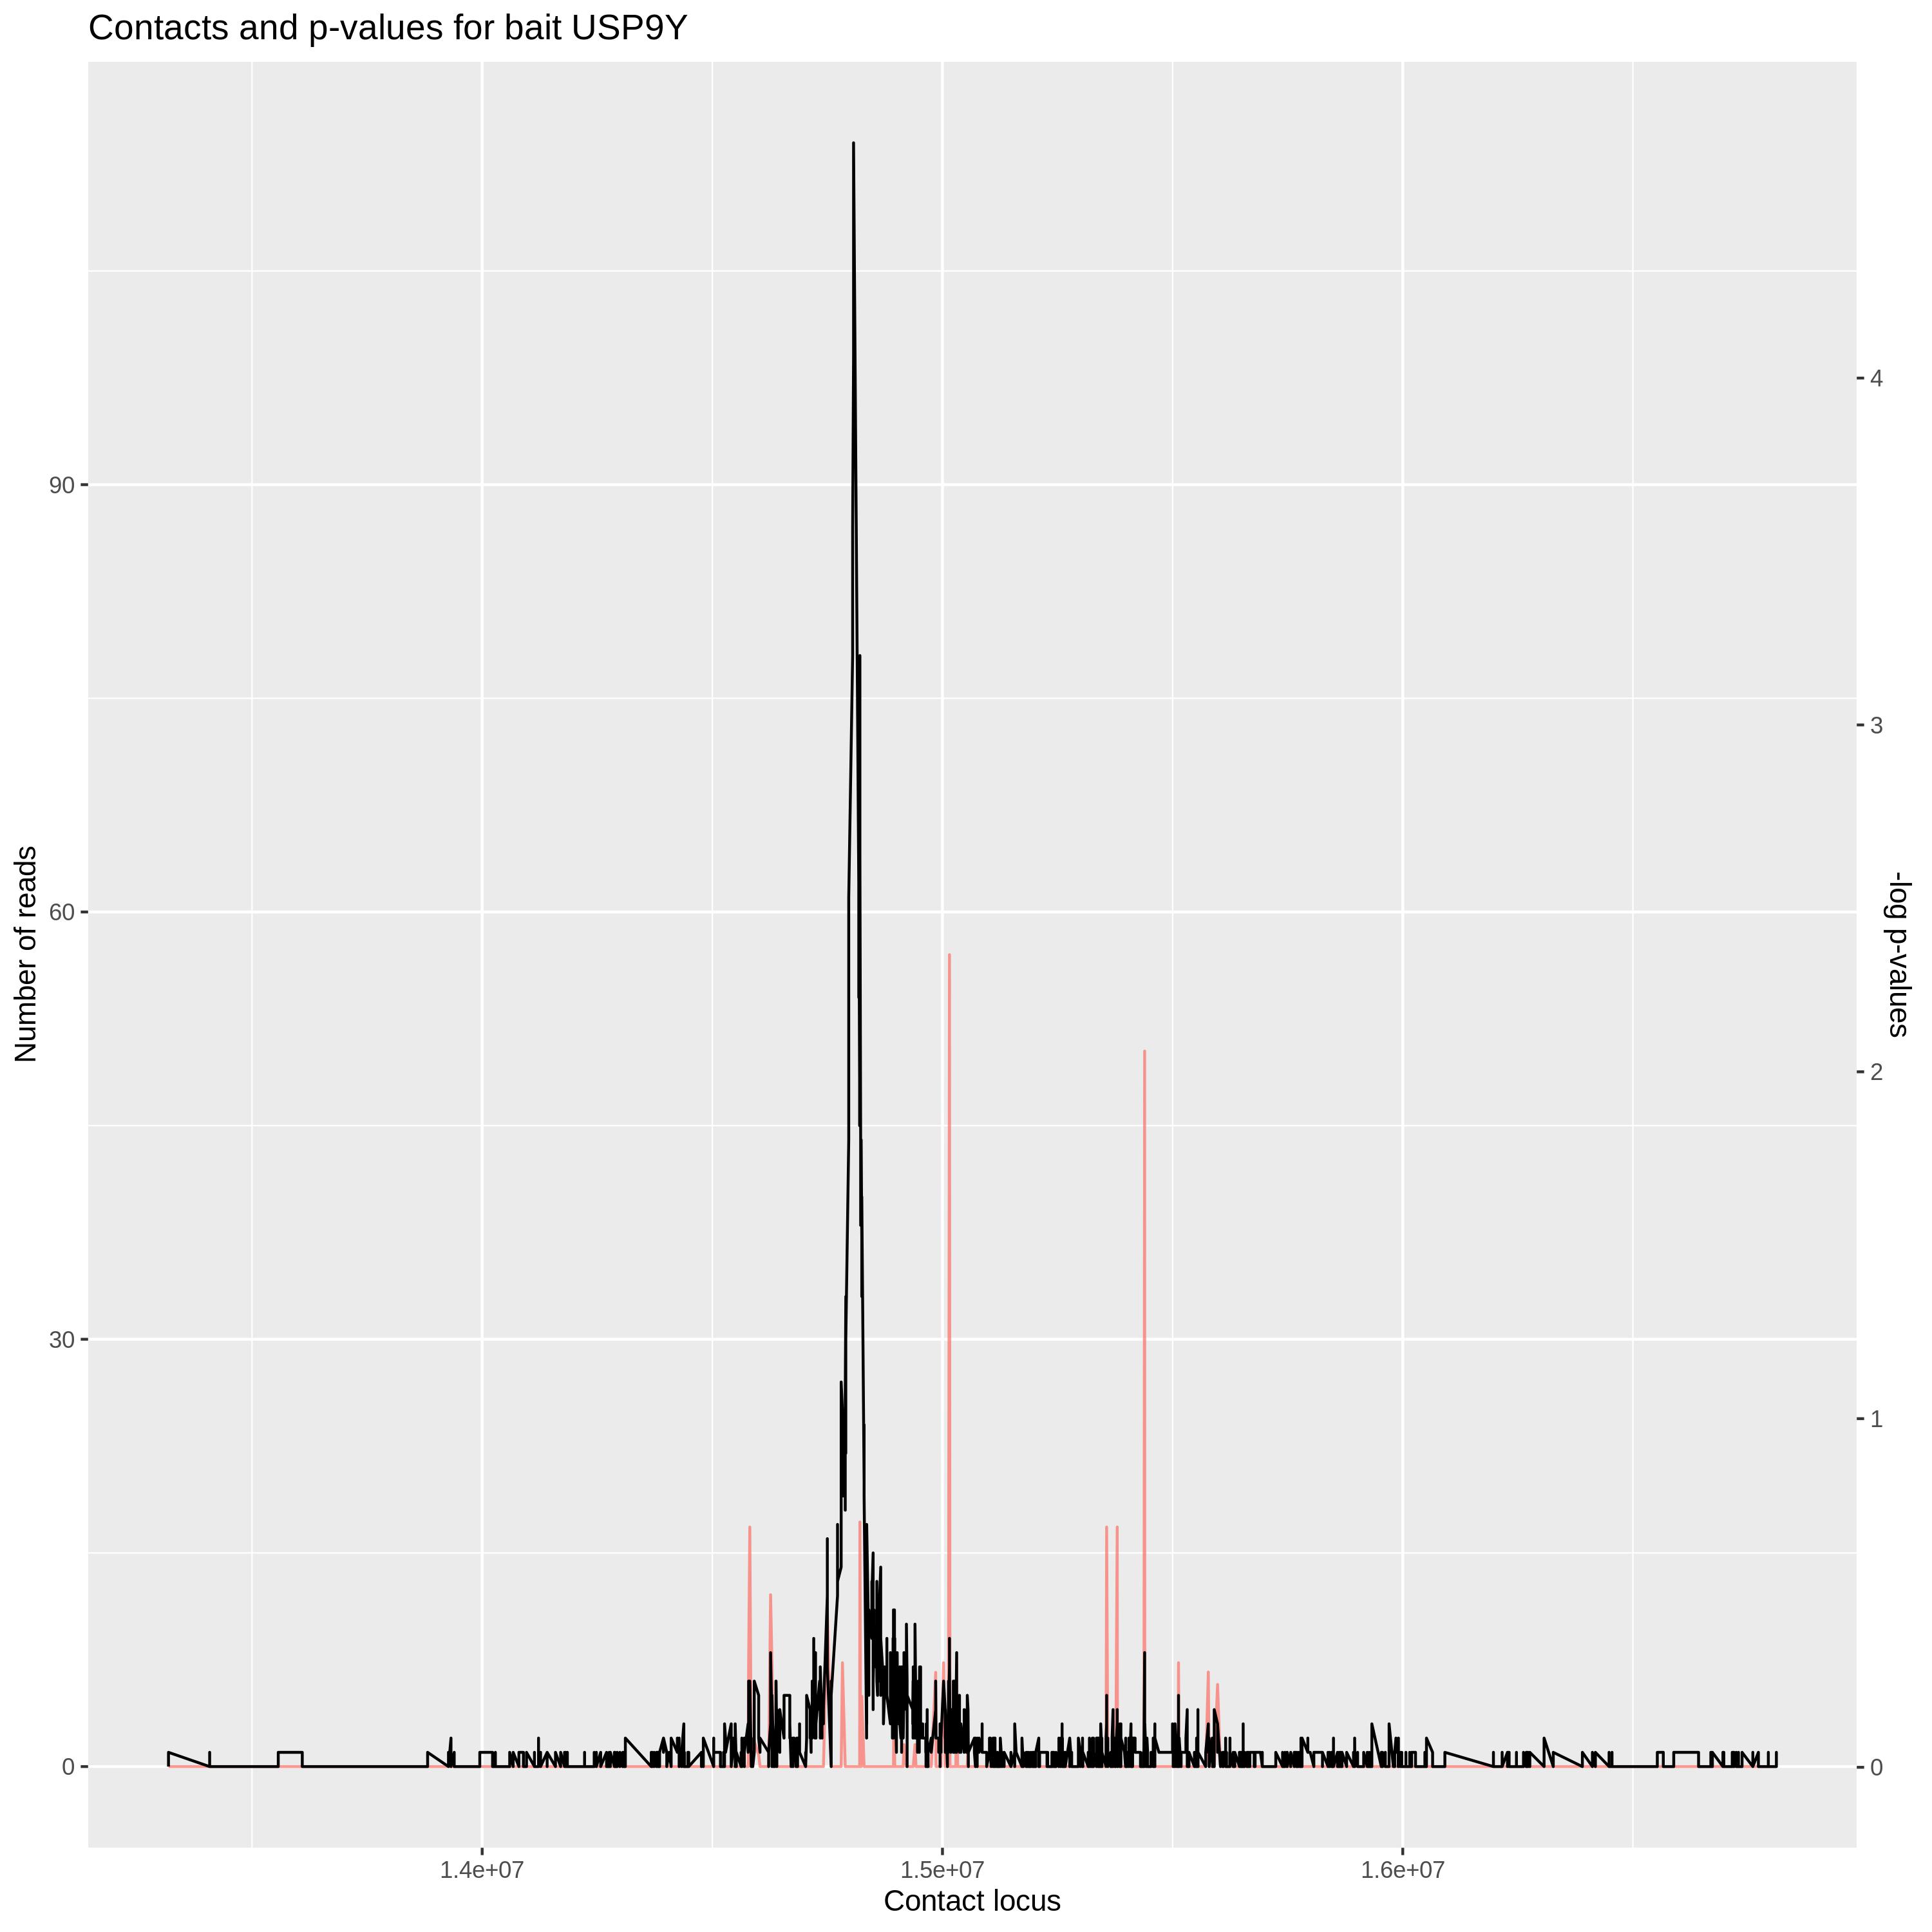 Contacts and p-values for bait USP9Y
90
60
30
0
Number of reads
4
3
2
1
0
-log p-values
1.4e+07 1.5e+07 1.6e+07
Contact locus